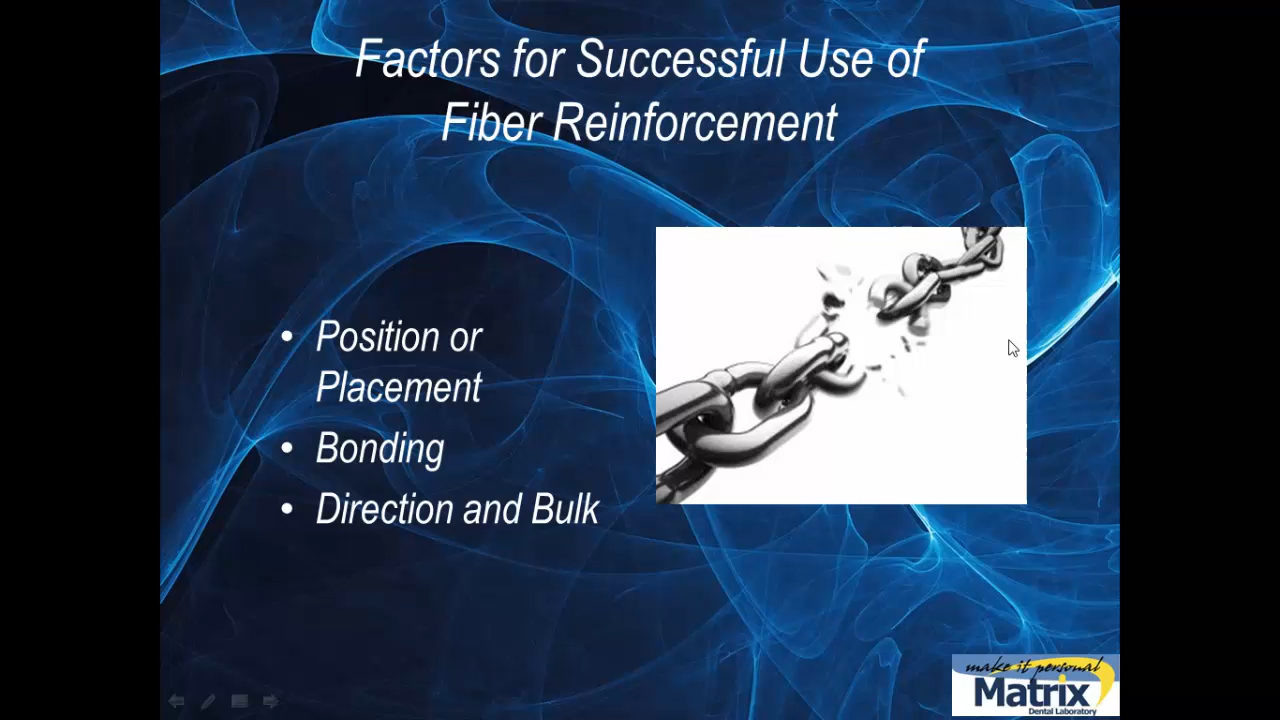 Factors for Successful Use of
Fiber Reinforcement
• Position or
Placement
• Bonding
• Direction and Bulk
make it personal
Matrix
Dental Laboratory